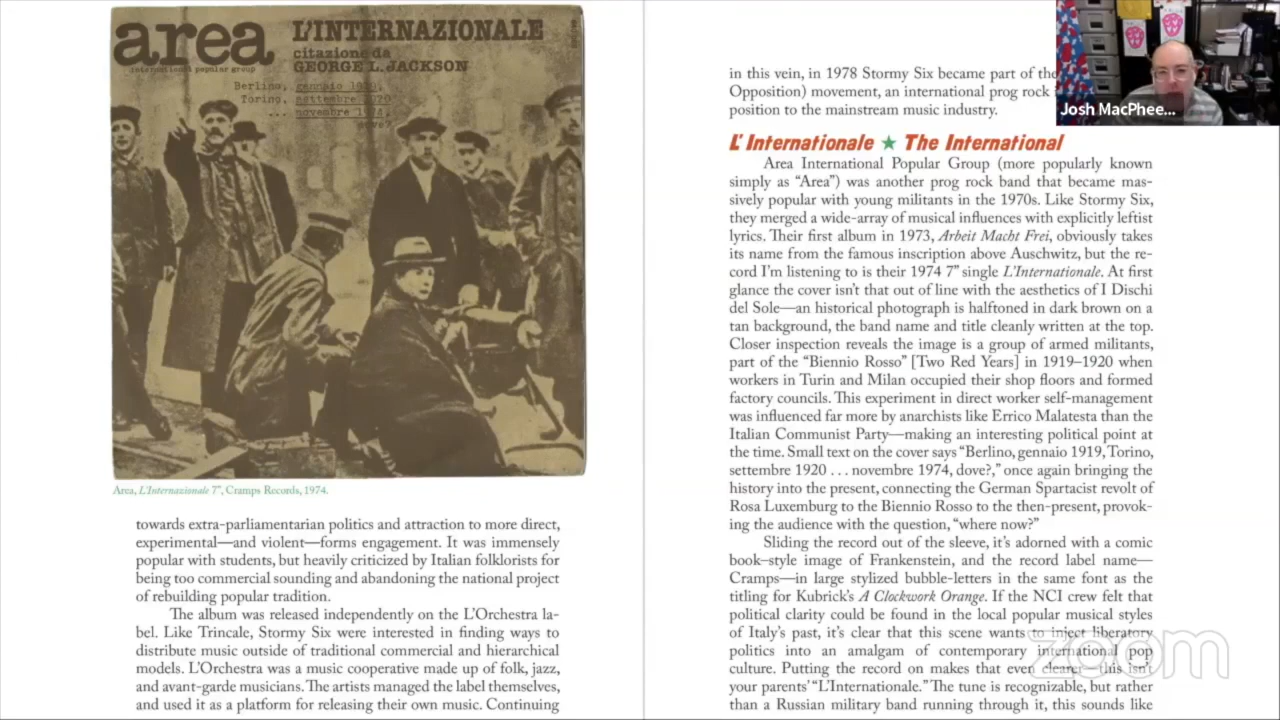 area
international popular group
L'INTERNAZIONALE
citazione da
GEORGE L. JACKSON
Berlino, gennaio 1919,
Torino, settembre 1920
Area, L'Internazionale 7", Cramps Records, 1974.
towards extra-parliamentarian politics and attraction to more direct,
experimental—and violent—forms engagement. It was immensely
popular with students, but heavily criticized by Italian folklorists for
being too commercial sounding and abandoning the national project
of rebuilding popular tradition.
The album was released independently on the L'Orchestra la-
bel. Like Trincale, Stormy Six were interested in finding ways to
distribute music outside of traditional commercial and hierarchical
models. L'Orchestra was a music cooperative made up of folk, jazz,
and avant-garde musicians. The artists managed the label themselves,
and used it as a platform for releasing their own music. Continuing
in this vein, in 1978 Stormy Six became part of the
Opposition) movement, an international prog rock
position to the mainstream music industry.
L'Internationale ★ The International
Area International Popular Group (more popularly known
simply as "Area") was another prog rock band that became mas-
sively popular with young militants in the 1970s. Like Stormy Six,
they merged a wide-array of musical influences with explicitly leftist
lyrics. Their first album in 1973, Arbeit Macht Frei, obviously takes
its name from the famous inscription above Auschwitz, but the re-
cord I'm listening to is their 1974 7" single L'Internationale. At first
glance the cover isn't that out of line with the aesthetics of I Dischi
del Sole—an historical photograph is halftoned in dark brown on a
tan background, the band name and title cleanly written at the top.
Closer inspection reveals the image is a group of armed militants,
part of the "Biennio Rosso" [Two Red Years] in 1919–1920 when
workers in Turin and Milan occupied their shop floors and formed
factory councils. This experiment in direct worker self-management
was influenced far more by anarchists like Errico Malatesta than the
Italian Communist Party—making an interesting political point at
the time. Small text on the cover says "Berlino, gennaio 1919, Torino,
settembre 1920 . . . novembre 1974, dove?," once again bringing the
history into the present, connecting the German Spartacist revolt of
Rosa Luxemburg to the Biennio Rosso to the then-present, provok-
ing the audience with the question, "where now?"
Sliding the record out of the sleeve, it's adorned with a comic
book–style image of Frankenstein, and the record label name—
Cramps—in large stylized bubble-letters in the same font as the
titling for Kubrick's A Clockwork Orange. If the NCI crew felt that
political clarity could be found in the local popular musical styles
of Italy's past, it's clear that this scene wants to inject liberatory
politics into an amalgam of contemporary international pop
culture. Putting the record on makes that even clearer—this isn't
your parents' "L'Internationale." The tune is recognizable, but rather
than a Russian military band running through it, this sounds like
Josh MacPhee...
zoom